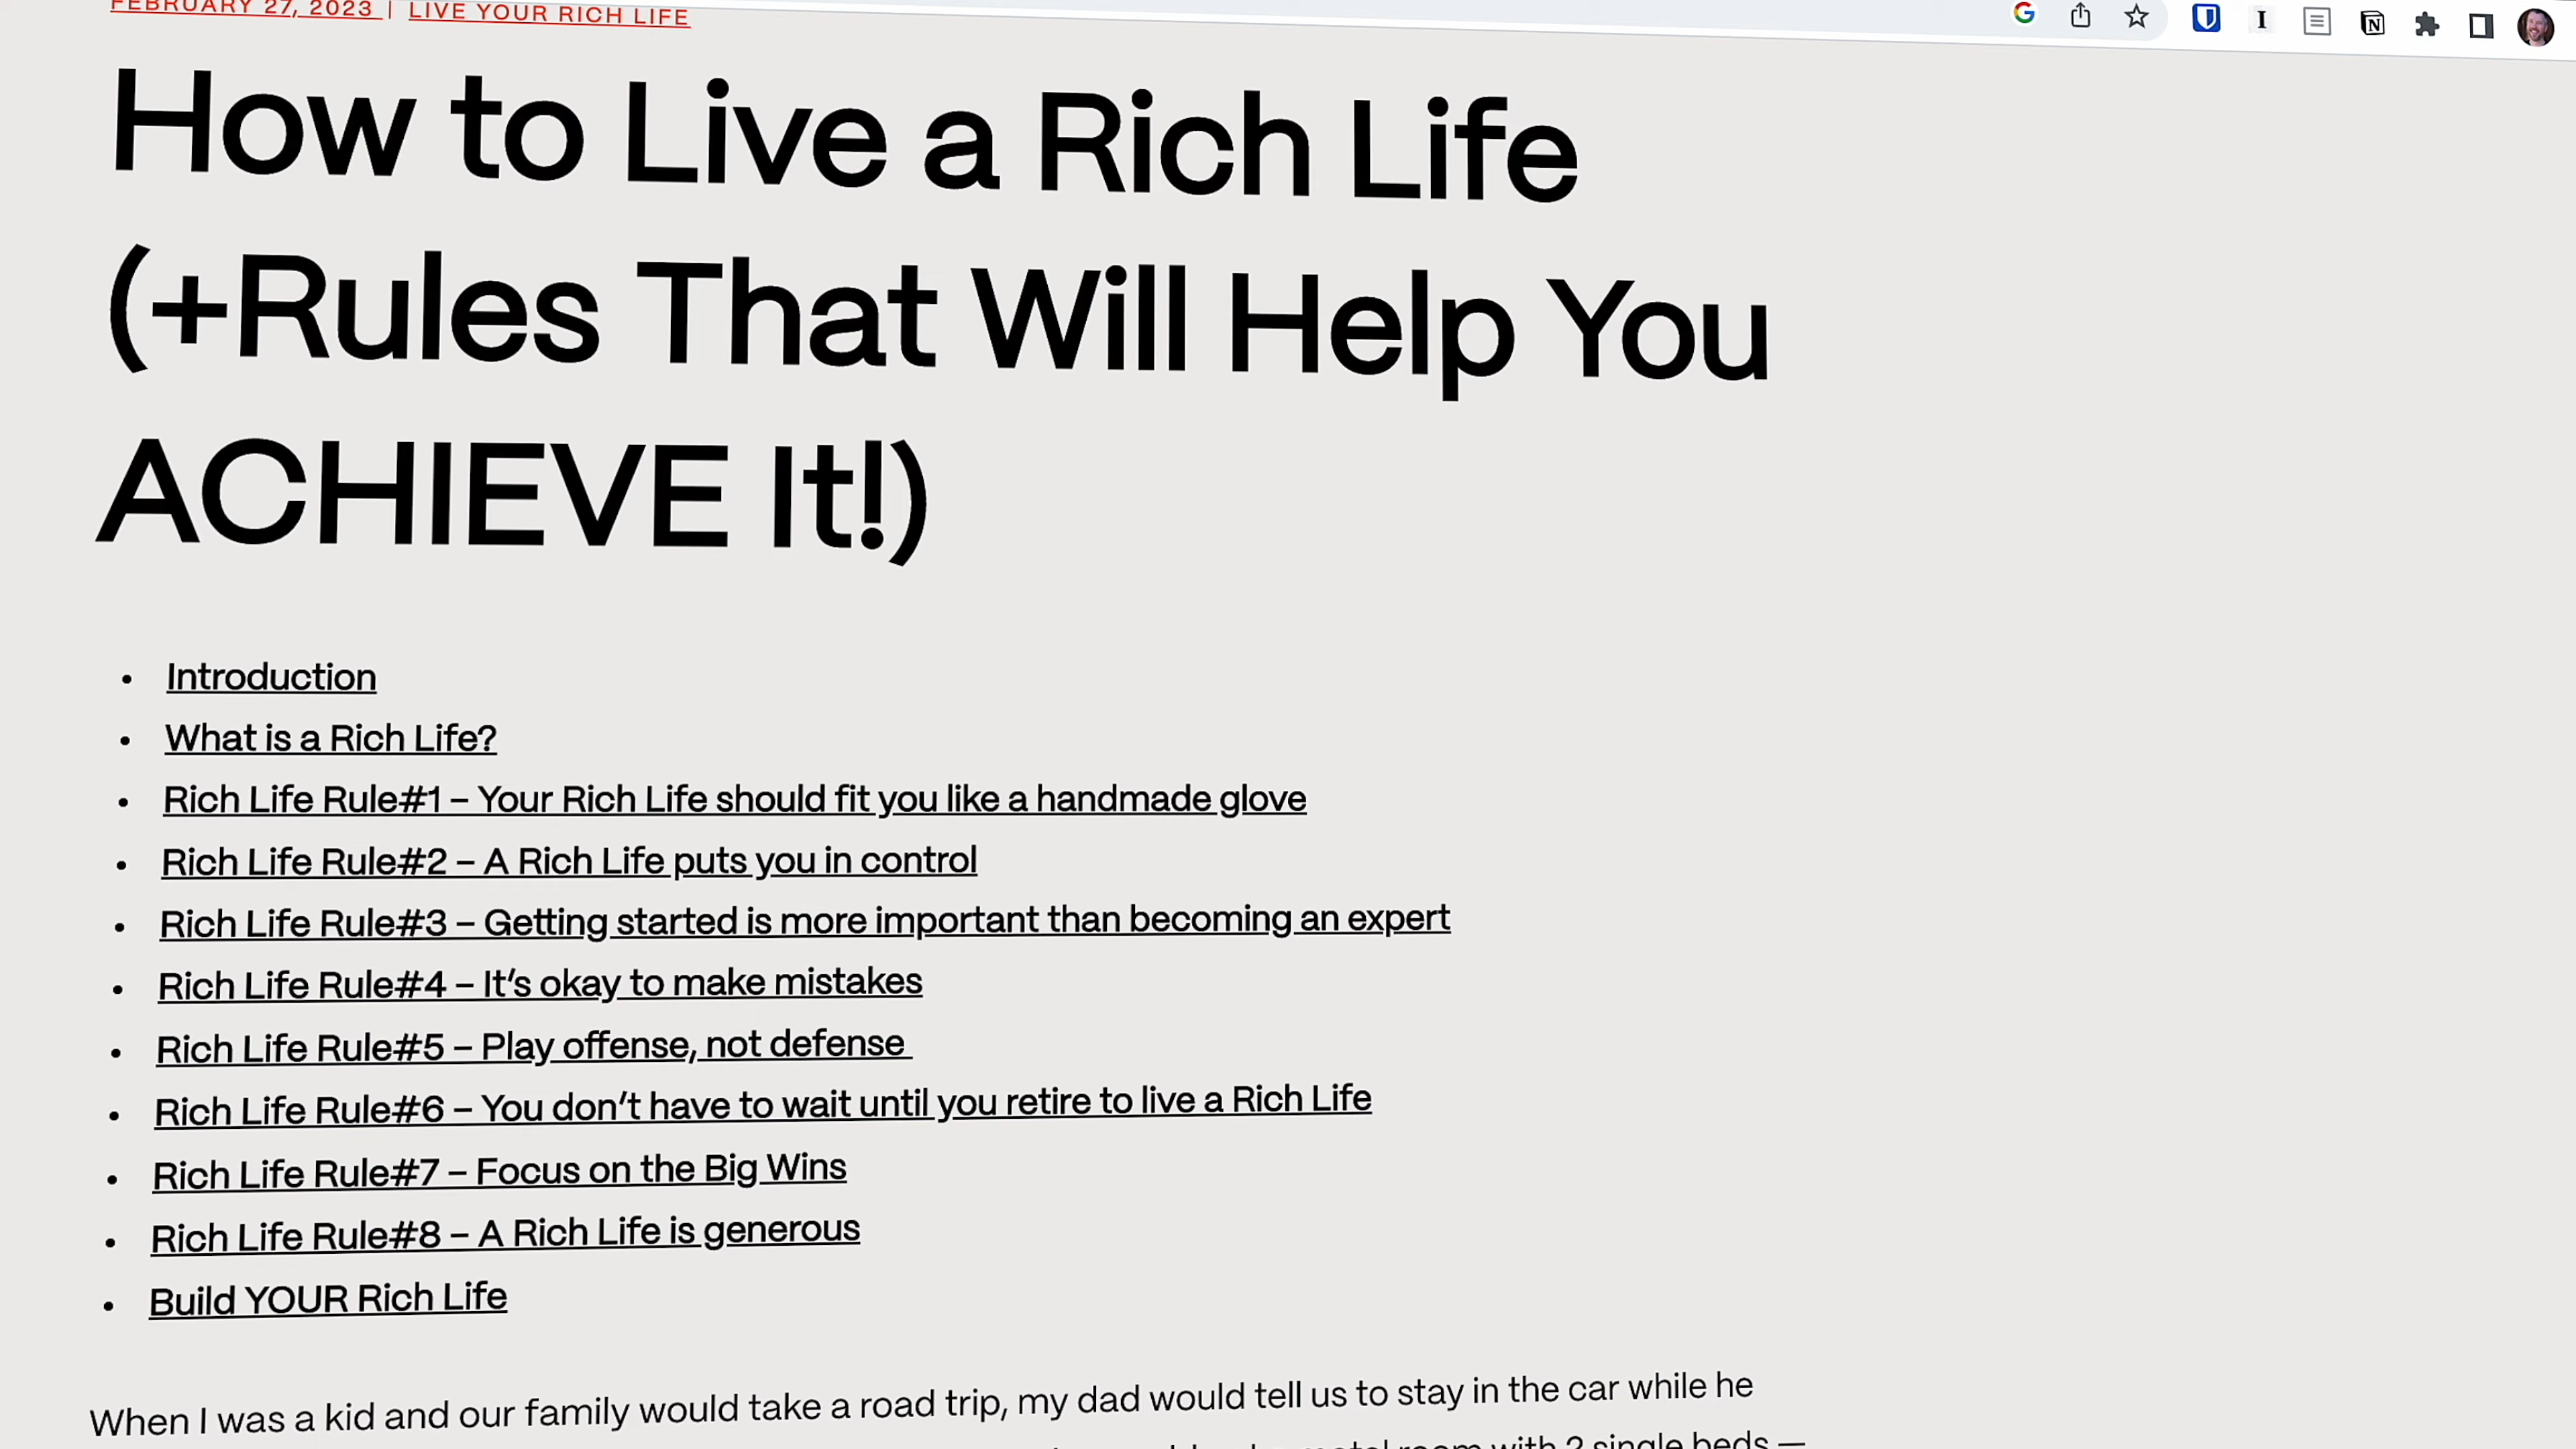 FEBRUARY 27, 2023 | LIVE YOUR RICH LIFE
How to Live a Rich Life
(+Rules That Will Help You
ACHIEVE It!)
• Introduction
• What is a Rich Life?
• Rich Life Rule#1 – Your Rich Life should fit you like a handmade glove
• Rich Life Rule#2 – A Rich Life puts you in control
• Rich Life Rule#3 – Getting started is more important than becoming an expert
• Rich Life Rule#4 – It’s okay to make mistakes
• Rich Life Rule#5 – Play offense, not defense
• Rich Life Rule#6 – You don’t have to wait until you retire to live a Rich Life
• Rich Life Rule#7 – Focus on the Big Wins
• Rich Life Rule#8 – A Rich Life is generous
• Build YOUR Rich Life
When I was a kid and our family would take a road trip, my dad would tell us to stay in the car while he
room with 2 single beds —